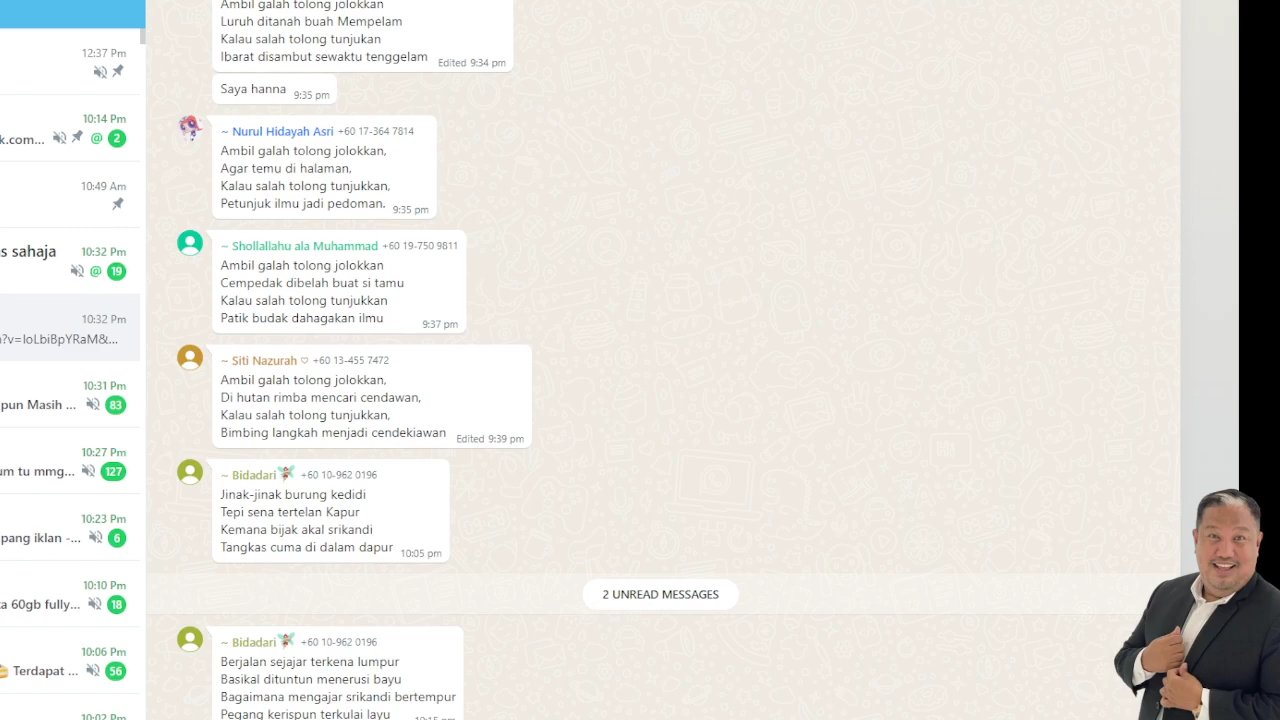 12:37 Pm
10:14 Pm
k.com... @ 2
10:49 Am
s sahaja 10:32 Pm
@ 19
10:32 Pm
?v=IoLbiBpYRaM&...
10:31 Pm
pun Masih ... 83
10:27 Pm
um tu mmg... 127
10:23 Pm
pang iklan -... 6
10:10 Pm
a 60gb fully... 18
10:06 Pm
Terdapat ... 56
10:02 Pm
Ambil galah tolong jolokkan
Luruh ditanah buah Mempelam
Kalau salah tolong tunjukan
Ibarat disambut sewaktu tenggelam Edited 9:34 pm
Saya hanna 9:35 pm
~ Nurul Hidayah Asri +60 17-364 7814
Ambil galah tolong jolokkan,
Agar temu di halaman,
Kalau salah tolong tunjukkan,
Petunjuk ilmu jadi pedoman. 9:35 pm
~ Shollallahu ala Muhammad +60 19-750 9811
Ambil galah tolong jolokkan
Cempedak dibelah buat si tamu
Kalau salah tolong tunjukkan
Patik budak dahagakan ilmu 9:37 pm
~ Siti Nazurah ♡ +60 13-455 7472
Ambil galah tolong jolokkan,
Di hutan rimba mencari cendawan,
Kalau salah tolong tunjukkan,
Bimbing langkah menjadi cendekiawan Edited 9:39 pm
~ Bidadari +60 10-962 0196
Jinak-jinak burung kedidi
Tepi sena tertelan Kapur
Kemana bijak akal srikandi
Tangkas cuma di dalam dapur 10:05 pm
2 UNREAD MESSAGES
~ Bidadari +60 10-962 0196
Berjalan sejajar terkena lumpur
Basikal dituntun menerusi bayu
Bagaimana mengajar srikandi bertempur
Pegang kerispun terkulai layu 10:15 pm